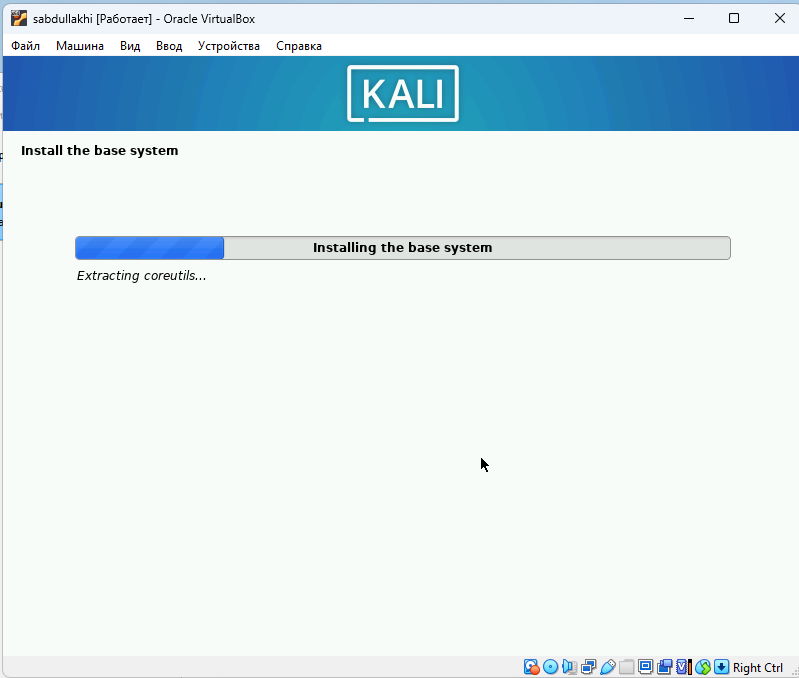 sabdullakhi [Работает] - Oracle VirtualBox
Файл Машина Вид Ввод Устройства Справка
KALI
Install the base system
Installing the base system
Extracting coreutils...
Right Ctrl